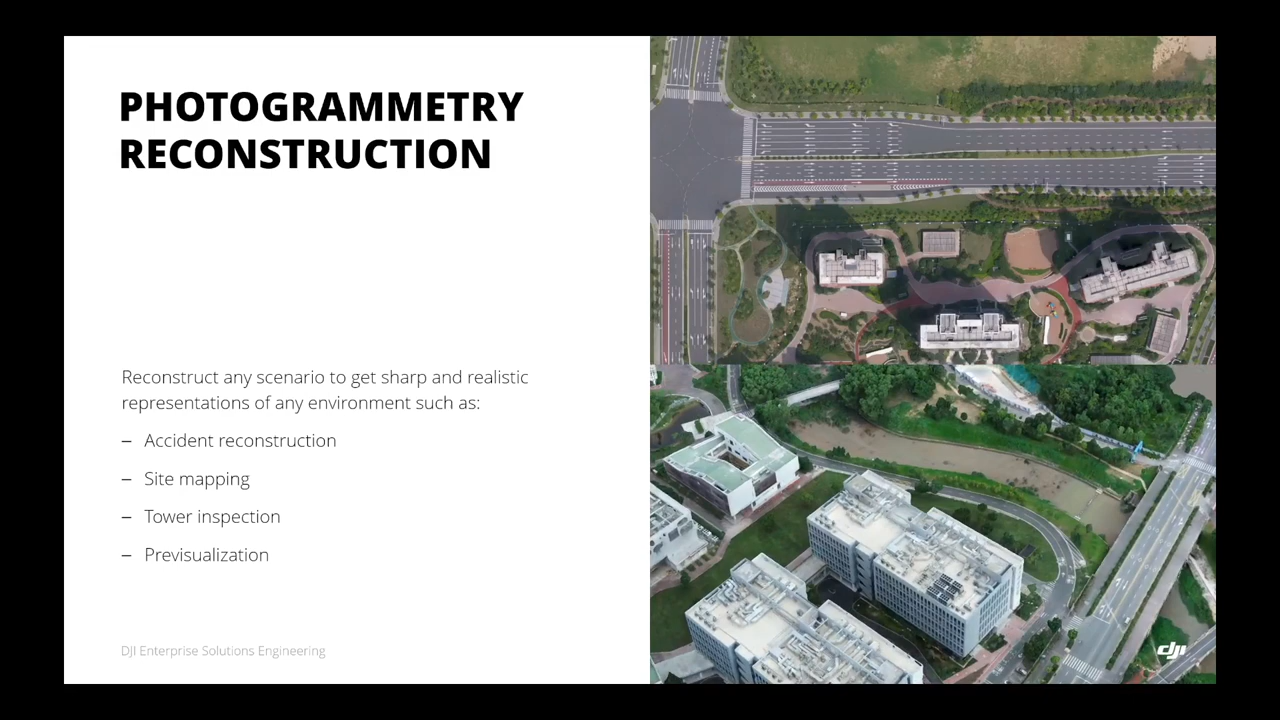 PHOTOGRAMMETRY
RECONSTRUCTION
Reconstruct any scenario to get sharp and realistic
representations of any environment such as:
– Accident reconstruction
– Site mapping
– Tower inspection
– Previsualization
DJI Enterprise Solutions Engineering
dji